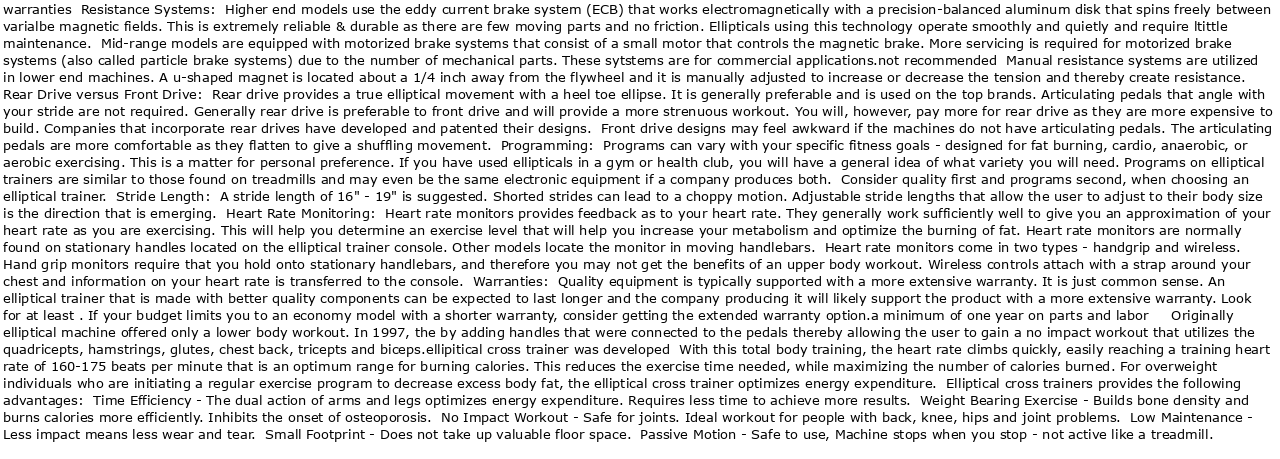 warranties  Resistance Systems:  Higher end models use the eddy current brake system (ECB) that works electromagnetically with a precision-balanced aluminum disk that spins freely between
varialbe magnetic fields. This is extremely reliable & durable as there are few moving parts and no friction. Ellipticals using this technology operate smoothly and quietly and require ltittle
maintenance.  Mid-range models are equipped with motorized brake systems that consist of a small motor that controls the magnetic brake. More servicing is required for motorized brake
systems (also called particle brake systems) due to the number of mechanical parts. These sytstems are for commercial applications.not recommended  Manual resistance systems are utilized
in lower end machines. A u-shaped magnet is located about a 1/4 inch away from the flywheel and it is manually adjusted to increase or decrease the tension and thereby create resistance.
Rear Drive versus Front Drive:  Rear drive provides a true elliptical movement with a heel toe ellipse. It is generally preferable and is used on the top brands. Articulating pedals that angle with
your stride are not required. Generally rear drive is preferable to front drive and will provide a more strenuous workout. You will, however, pay more for rear drive as they are more expensive to
build. Companies that incorporate rear drives have developed and patented their designs.  Front drive designs may feel awkward if the machines do not have articulating pedals. The articulating
pedals are more comfortable as they flatten to give a shuffling movement.  Programming:  Programs can vary with your specific fitness goals - designed for fat burning, cardio, anaerobic, or
aerobic exercising. This is a matter for personal preference. If you have used ellipticals in a gym or health club, you will have a general idea of what variety you will need. Programs on elliptical
trainers are similar to those found on treadmills and may even be the same electronic equipment if a company produces both.  Consider quality first and programs second, when choosing an
elliptical trainer.  Stride Length:  A stride length of 16" - 19" is suggested. Shorted strides can lead to a choppy motion. Adjustable stride lengths that allow the user to adjust to their body size
is the direction that is emerging.  Heart Rate Monitoring:  Heart rate monitors provides feedback as to your heart rate. They generally work sufficiently well to give you an approximation of your
heart rate as you are exercising. This will help you determine an exercise level that will help you increase your metabolism and optimize the burning of fat. Heart rate monitors are normally
found on stationary handles located on the elliptical trainer console. Other models locate the monitor in moving handlebars.  Heart rate monitors come in two types - handgrip and wireless.
Hand grip monitors require that you hold onto stationary handlebars, and therefore you may not get the benefits of an upper body workout. Wireless controls attach with a strap around your
chest and information on your heart rate is transferred to the console.  Warranties:  Quality equipment is typically supported with a more extensive warranty. It is just common sense. An
elliptical trainer that is made with better quality components can be expected to last longer and the company producing it will likely support the product with a more extensive warranty. Look
for at least . If your budget limits you to an economy model with a shorter warranty, consider getting the extended warranty option.a minimum of one year on parts and labor     Originally
elliptical machine offered only a lower body workout. In 1997, the by adding handles that were connected to the pedals thereby allowing the user to gain a no impact workout that utilizes the
quadricepts, hamstrings, glutes, chest back, tricepts and biceps.ellipitical cross trainer was developed  With this total body training, the heart rate climbs quickly, easily reaching a training heart
rate of 160-175 beats per minute that is an optimum range for burning calories. This reduces the exercise time needed, while maximizing the number of calories burned. For overweight
individuals who are initiating a regular exercise program to decrease excess body fat, the elliptical cross trainer optimizes energy expenditure.  Elliptical cross trainers provides the following
advantages:  Time Efficiency - The dual action of arms and legs optimizes energy expenditure. Requires less time to achieve more results.  Weight Bearing Exercise - Builds bone density and
burns calories more efficiently. Inhibits the onset of osteoporosis.  No Impact Workout - Safe for joints. Ideal workout for people with back, knee, hips and joint problems.  Low Maintenance -
Less impact means less wear and tear.  Small Footprint - Does not take up valuable floor space.  Passive Motion - Safe to use, Machine stops when you stop - not active like a treadmill.